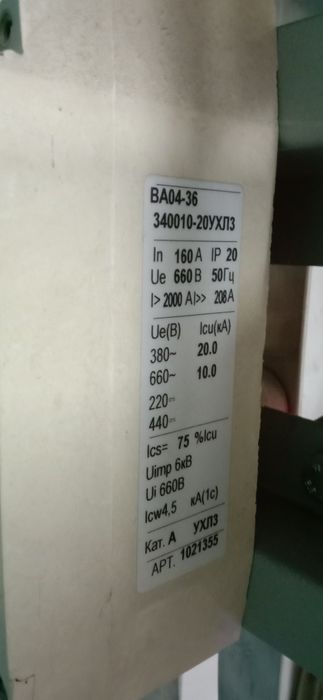 ВА04-36
340010-20УХЛ3
In 160 А IP 20
Ue 660 В 50Гц
I> 2000 А I>> 208 А
Ue(В) Icu(кА)
380~ 20.0
660~ 10.0
220⎓
440⎓
Ics= 75 %Icu
Uimp 6кВ
Ui 660В
Icw4,5 кА(1с)
Кат. А УХЛ3
АРТ. 1021355